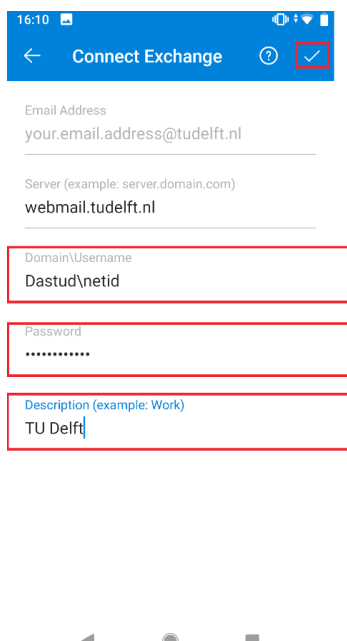 16:10
Connect Exchange
Email Address
your.email.address@tudelft.nl
Server (example: server.domain.com)
webmail.tudelft.nl
Domain\Username
Dastud\netid
Password
••••••••••••
Description (example: Work)
TU Delft